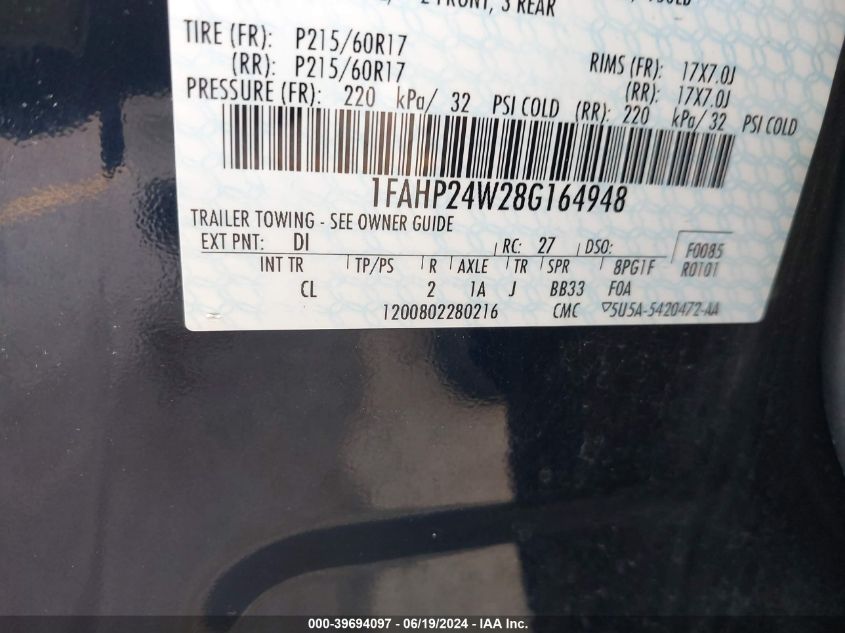 2 FRONT, 3 REAR
TIRE (FR): P215/60R17 RIMS (FR): 17X7.0J
(RR): P215/60R17 (RR): 17X7.0J
PRESSURE (FR): 220 kPa/ 32 PSI COLD (RR): 220 kPa/ 32 PSI COLD
1FAHP24W28G164948
TRAILER TOWING - SEE OWNER GUIDE
EXT PNT: DI RC: 27 DSO: F0085
INT TR TP/PS R AXLE TR SPR 8PG1F R0101
CL 2 1A J BB33 F0A
1200802280216 CMC ▽5U5A-5420472-AA
000-39694097 - 06/19/2024 - IAA Inc.